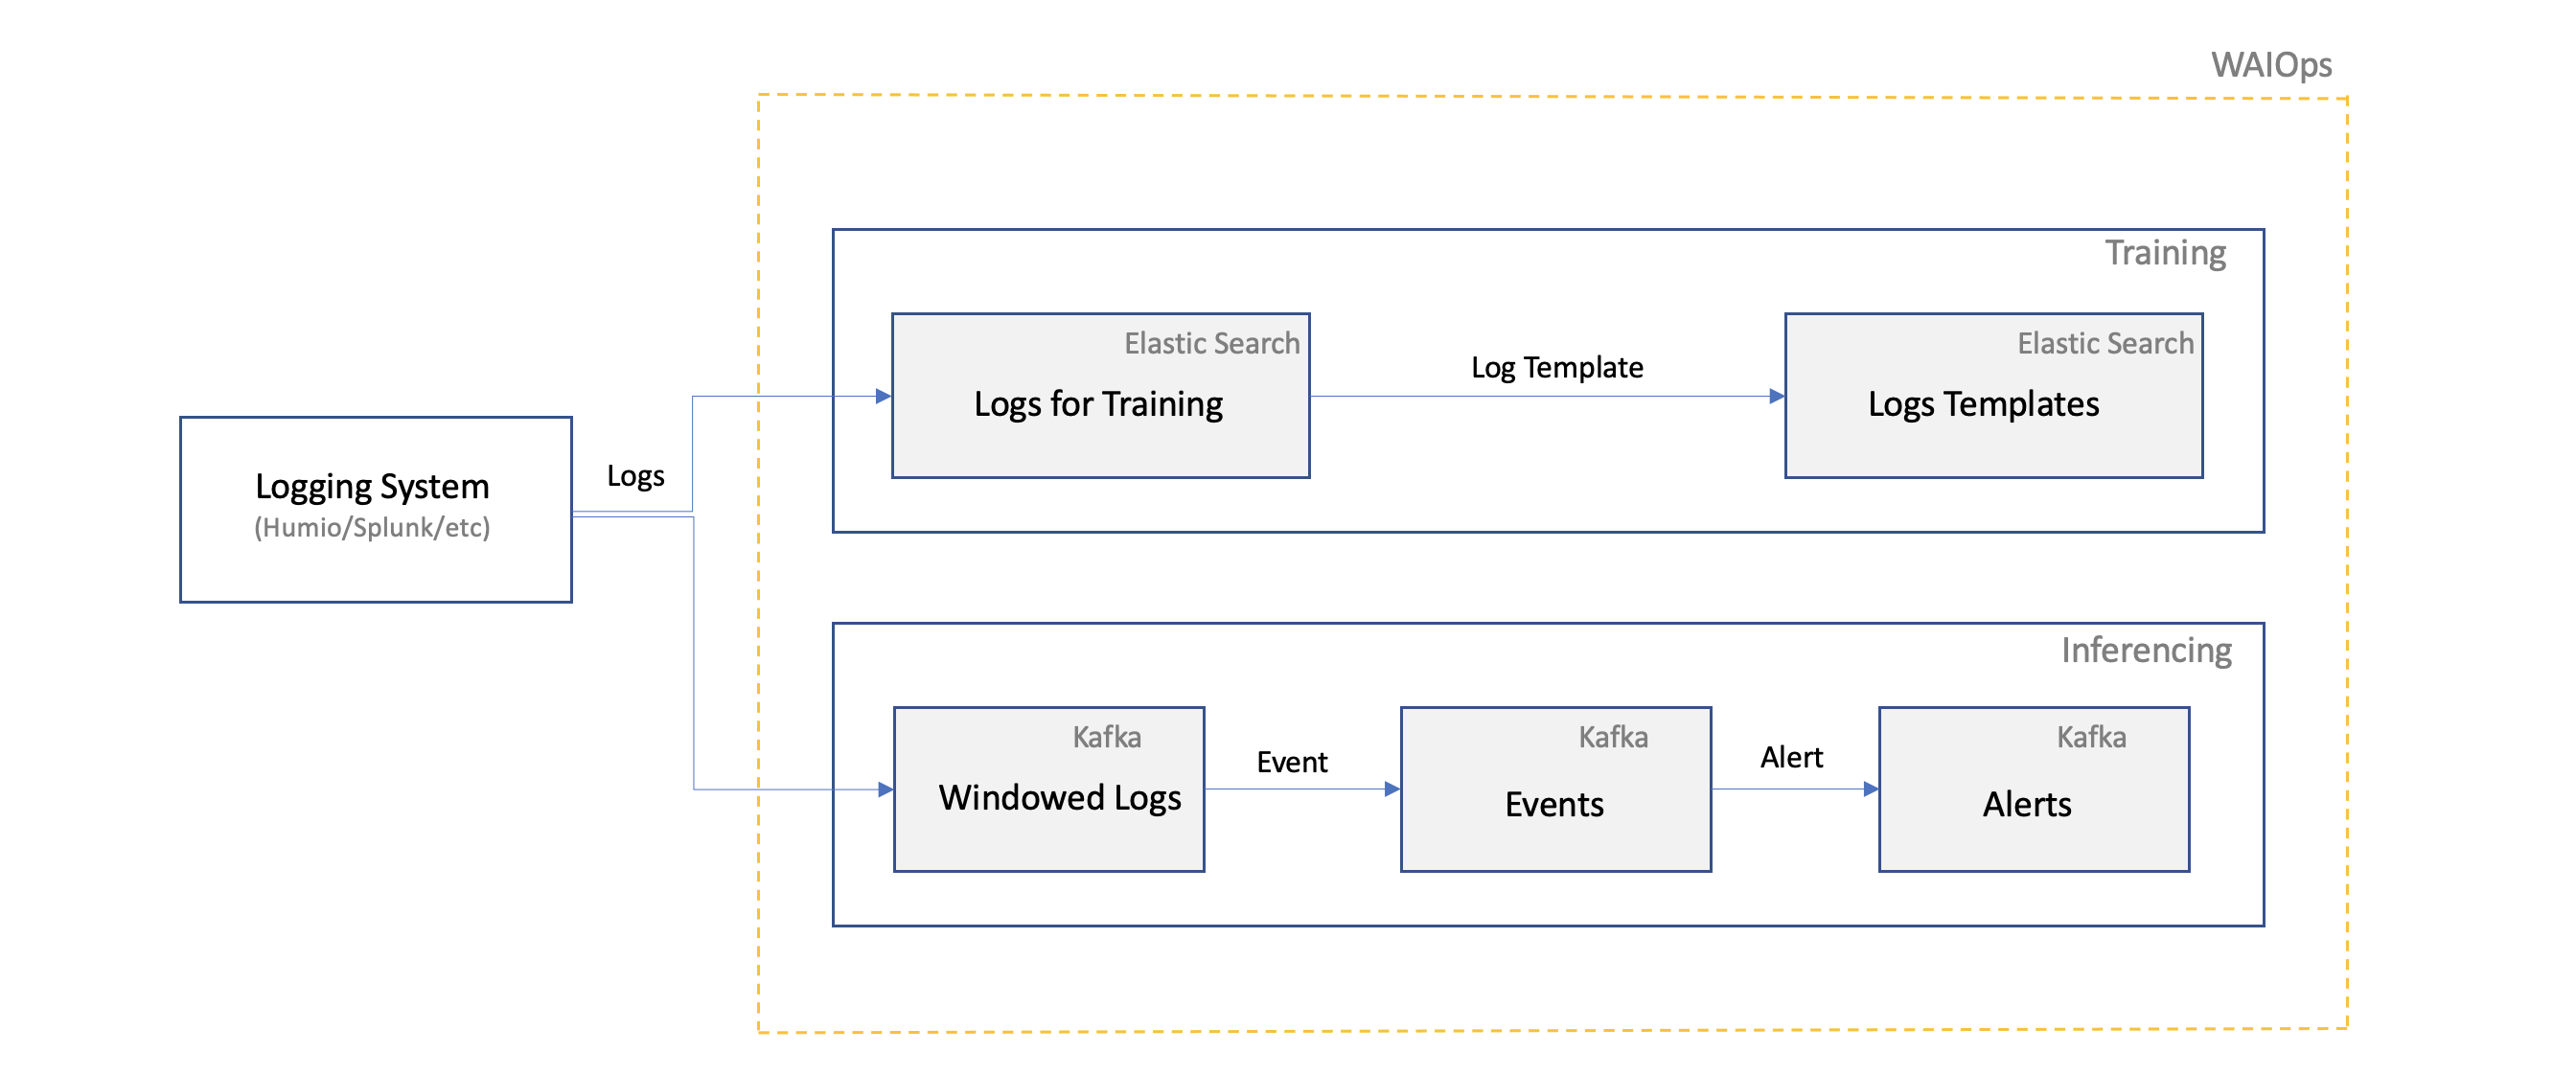 WAIOps
Training
Elastic Search
Logs for Training
Log Template
Elastic Search
Logs Templates
Logging System
(Humio/Splunk/etc)
Logs
Inferencing
Kafka
Windowed Logs
Event
Kafka
Events
Alert
Kafka
Alerts